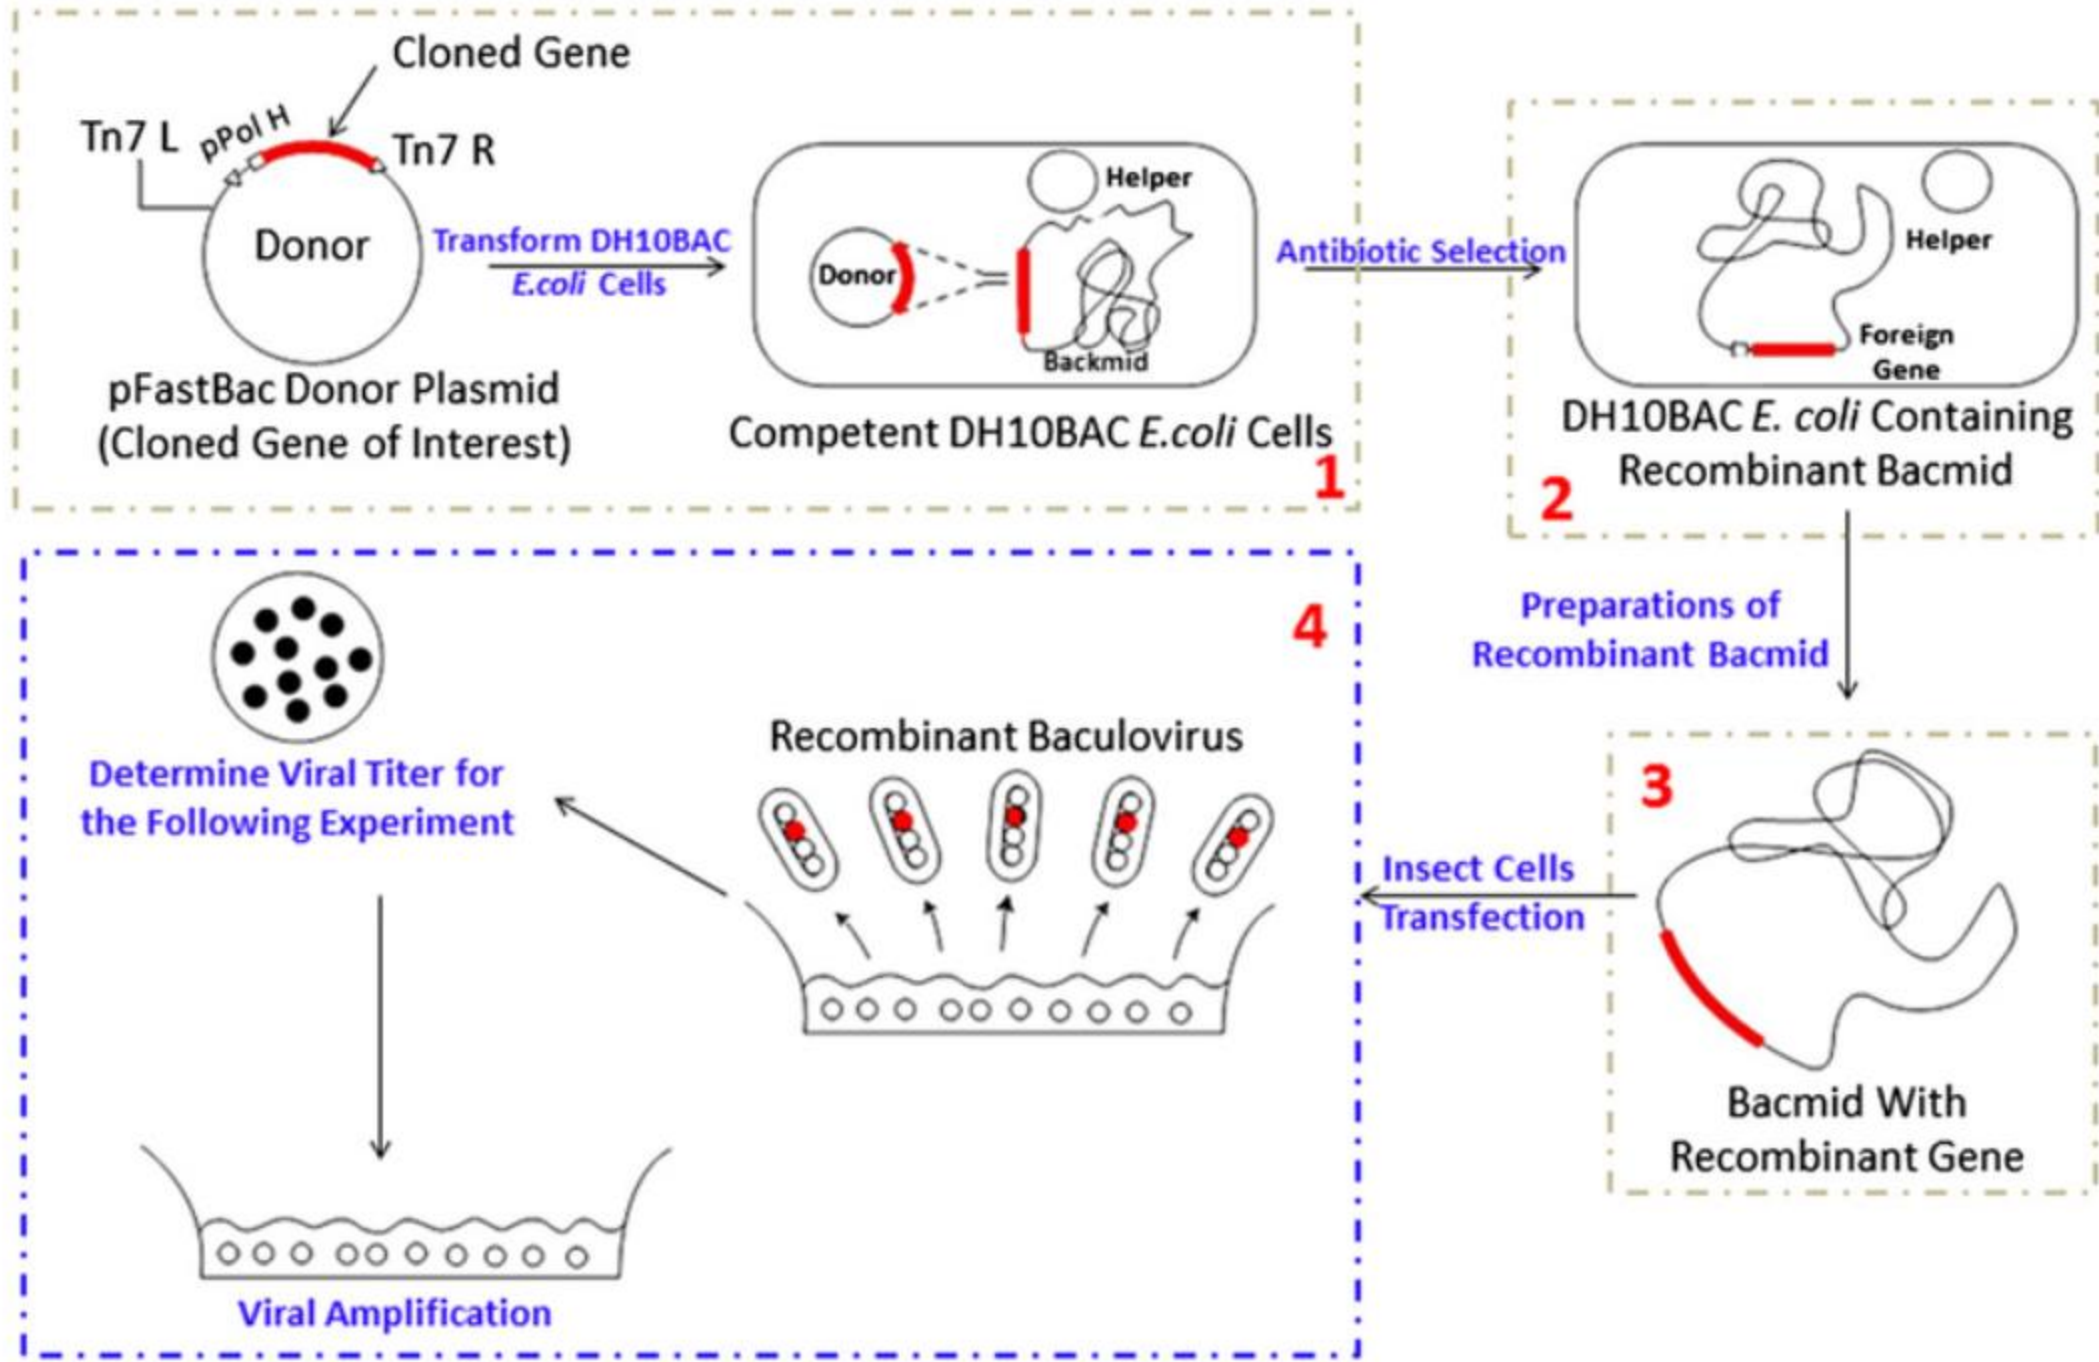 Cloned Gene
Tn7 L
pPol H
Tn7 R
Donor
pFastBac Donor Plasmid
(Cloned Gene of Interest)
Transform DH10BAC
E.coli Cells
Helper
Donor
Backmid
Competent DH10BAC E.coli Cells
1
Antibiotic Selection
Helper
Foreign
Gene
DH10BAC E. coli Containing
Recombinant Bacmid
2
Preparations of
Recombinant Bacmid
3
Bacmid With
Recombinant Gene
Insect Cells
Transfection
4
Recombinant Baculovirus
Determine Viral Titer for
the Following Experiment
Viral Amplification